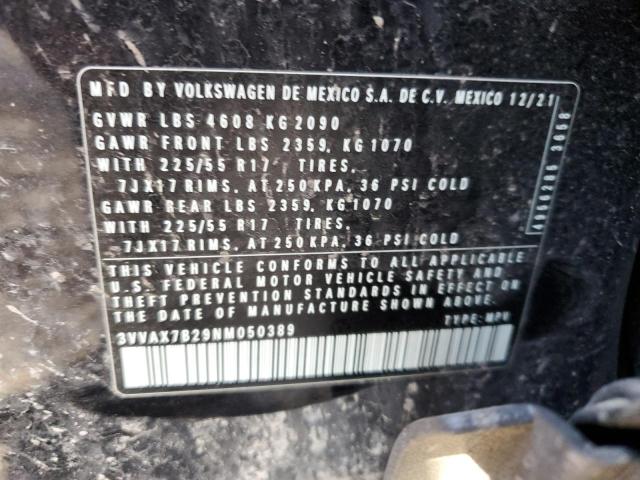 MFD BY VOLKSWAGEN DE MEXICO S.A. DE C.V. MEXICO 12/21
GVWR LBS 4608 KG 2090
GAWR FRONT LBS 2359, KG 1070
WITH 225/55 R17 TIRES,
7JX17 RIMS, AT 250 KPA, 36 PSI COLD
GAWR REAR LBS 2359, KG 1070
WITH 225/55 R17 TIRES,
7JX17 RIMS, AT 250 KPA, 36 PSI COLD
THIS VEHICLE CONFORMS TO ALL APPLICABLE
U.S. FEDERAL MOTOR VEHICLE SAFETY AND
THEFT PREVENTION STANDARDS IN EFFECT ON
THE DATE OF MANUFACTURE SHOWN ABOVE.
3VVAX7B29NM050389 TYPE: MPV
3658